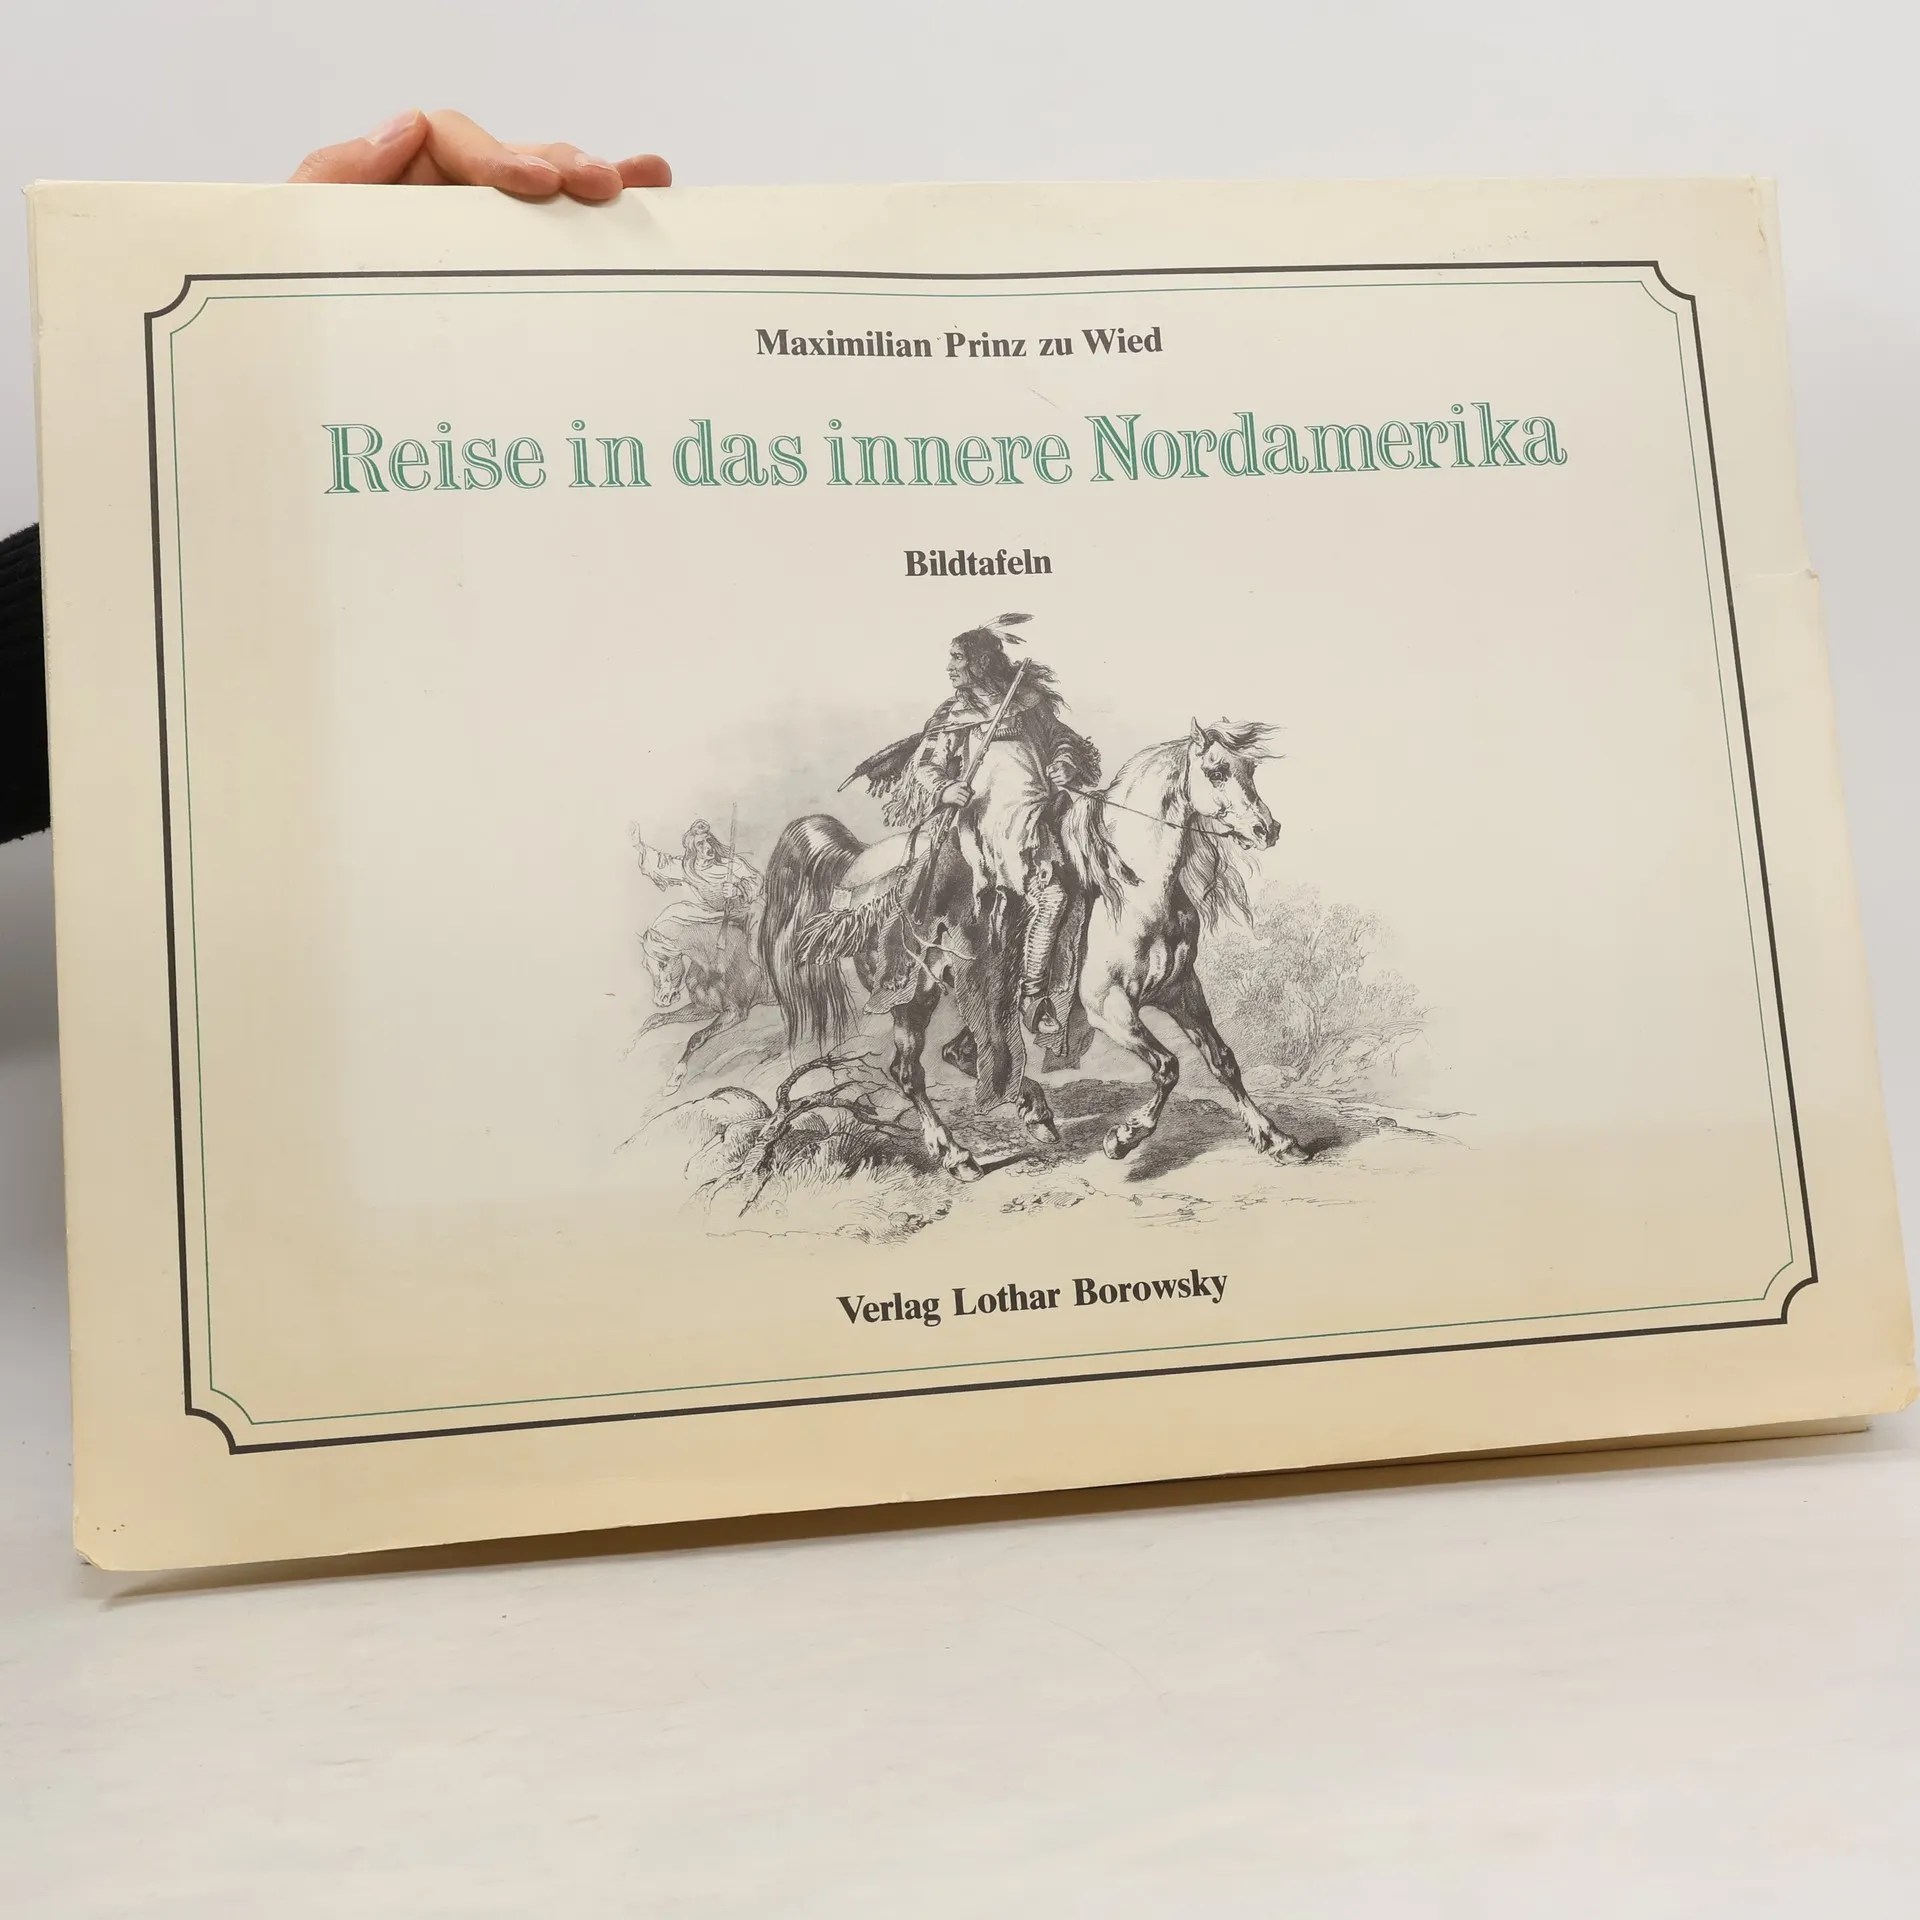 Maximilian Prinz zu Wied
Reise in das innere Nordamerika
Bildtafeln
Verlag Lothar Borowsky